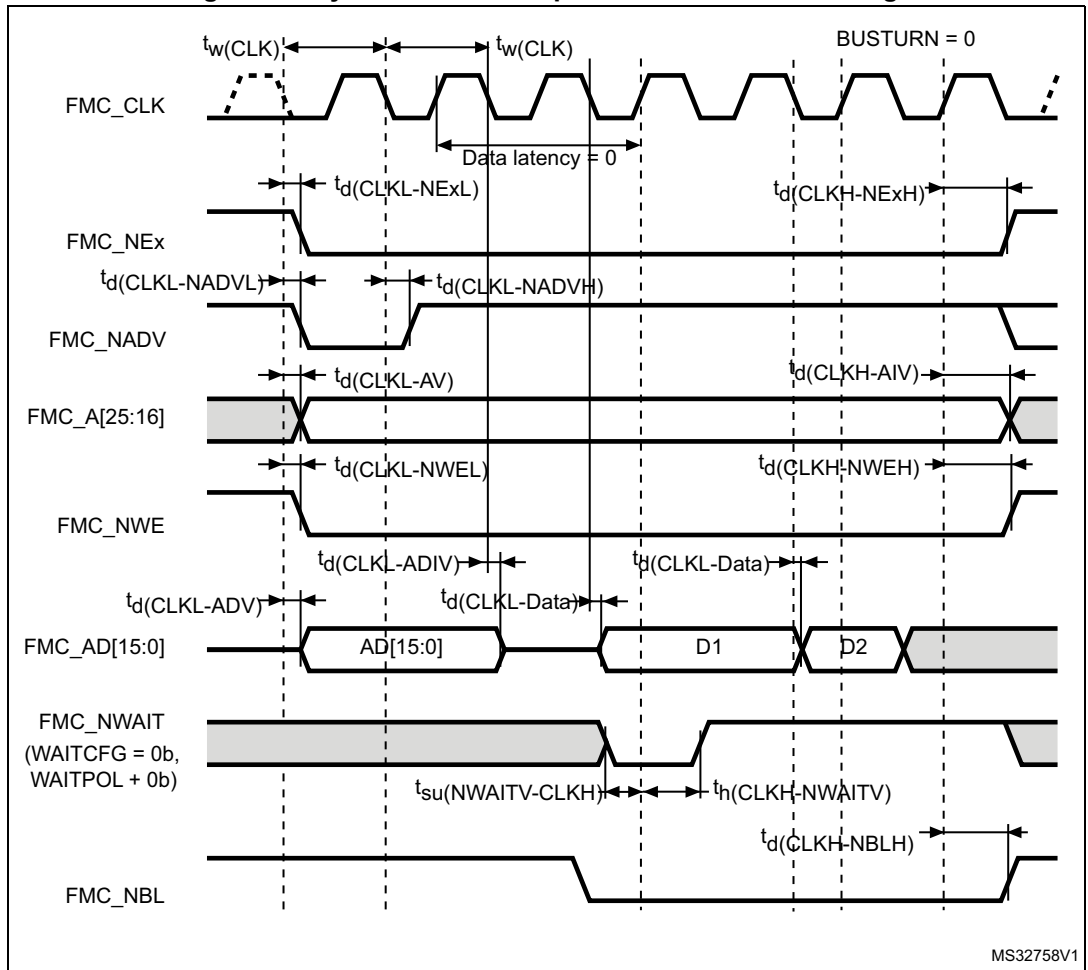 tw(CLK) tw(CLK) BUSTURN = 0
FMC_CLK
Data latency = 0
td(CLKL-NExL) td(CLKH-NExH)
FMC_NEx
td(CLKL-NADVL) td(CLKL-NADVH)
FMC_NADV
td(CLKL-AV) td(CLKH-AIV)
FMC_A[25:16]
td(CLKL-NWEL) td(CLKH-NWEH)
FMC_NWE
td(CLKL-ADIV) td(CLKL-Data)
td(CLKL-ADV) td(CLKL-Data)
FMC_AD[15:0] AD[15:0] D1 D2
FMC_NWAIT
(WAITCFG = 0b,
WAITPOL + 0b)
tsu(NWAITV-CLKH) th(CLKH-NWAITV)
td(CLKH-NBLH)
FMC_NBL
MS32758V1